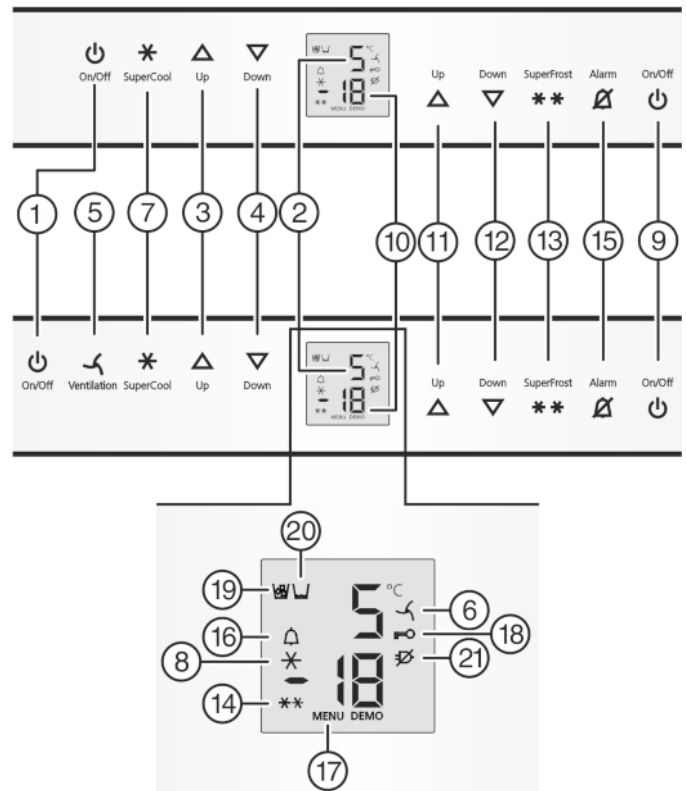 5 °C
-18
MENU DEMO
On/Off SuperCool Up Down
Up Down SuperFrost Alarm On/Off
1 5 7 3 4 2 10 11 12 13 15 9
5 °C
-18
MENU DEMO
On/Off Ventilation SuperCool Up Down
Up Down SuperFrost Alarm On/Off
20
19
5 °C
6
16
18
8
-18
21
14
MENU DEMO
17